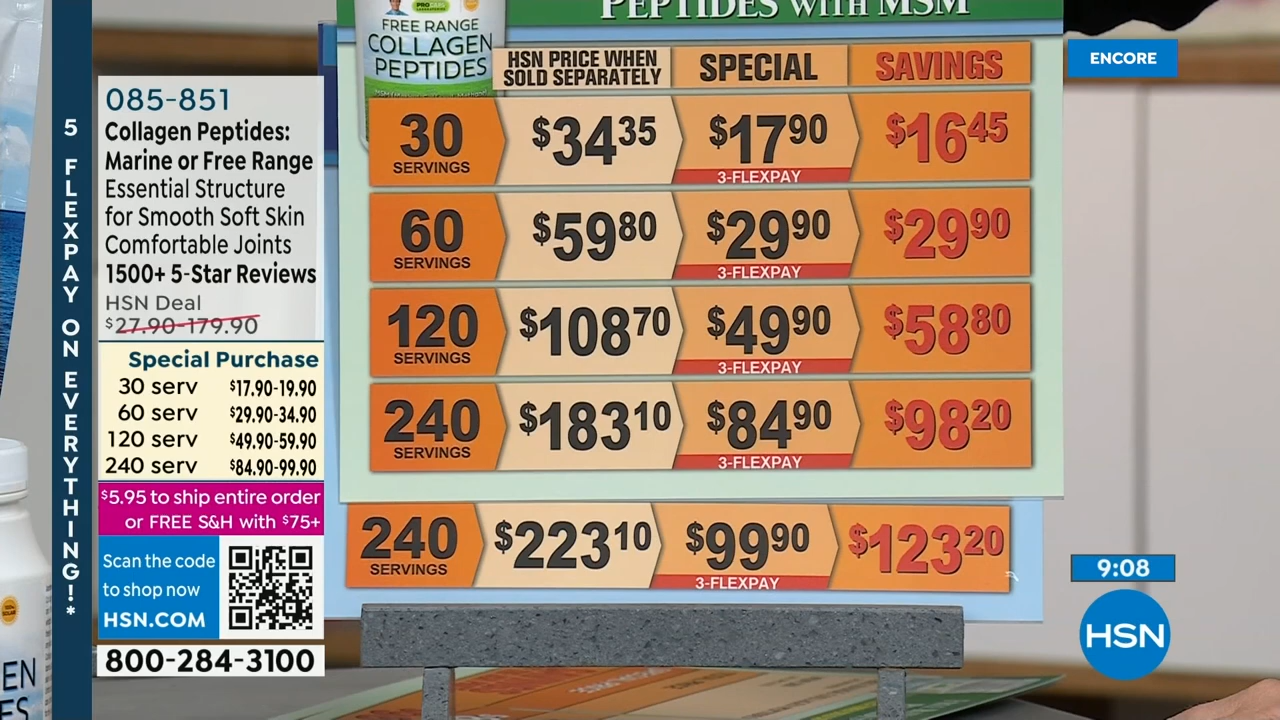 5 FLEXPAY ON EVERYTHING!*
085-851
Collagen Peptides:
Marine or Free Range
Essential Structure
for Smooth Soft Skin
Comfortable Joints
1500+ 5-Star Reviews
HSN Deal
$27.90-179.90
Special Purchase
30 serv $17.90-19.90
60 serv $29.90-34.90
120 serv $49.90-59.90
240 serv $84.90-99.90
$5.95 to ship entire order
or FREE S&H with $75+
Scan the code
to shop now
HSN.COM
800-284-3100
PEPTIDES WITH MSM
FREE RANGE
COLLAGEN
PEPTIDES
HSN PRICE WHEN
SOLD SEPARATELY
SPECIAL
SAVINGS
30 SERVINGS $34.35 $17.90 $16.45
3-FLEXPAY
60 SERVINGS $59.80 $29.90 $29.90
3-FLEXPAY
120 SERVINGS $108.70 $49.90 $58.80
3-FLEXPAY
240 SERVINGS $183.10 $84.90 $98.20
3-FLEXPAY
240 SERVINGS $223.10 $99.90 $123.20
3-FLEXPAY
ENCORE
9:08
HSN